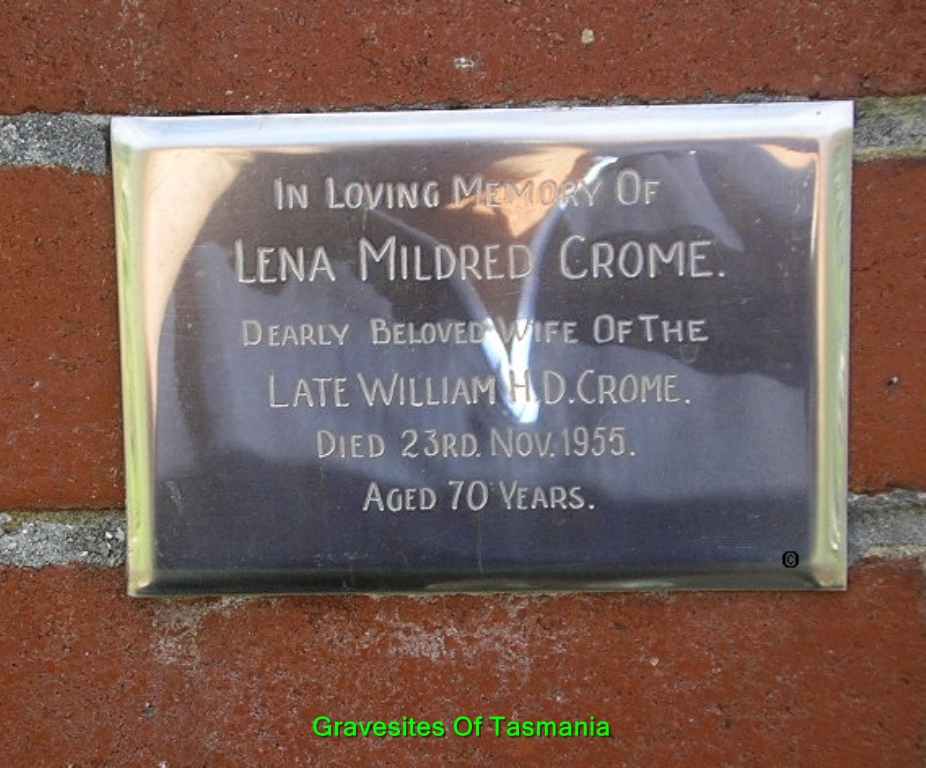 In Loving Memory Of
Lena Mildred Crome.
Dearly Beloved Wife Of The
Late William H.D. Crome.
Died 23rd. Nov. 1955.
Aged 70 Years.
©
Gravesites Of Tasmania